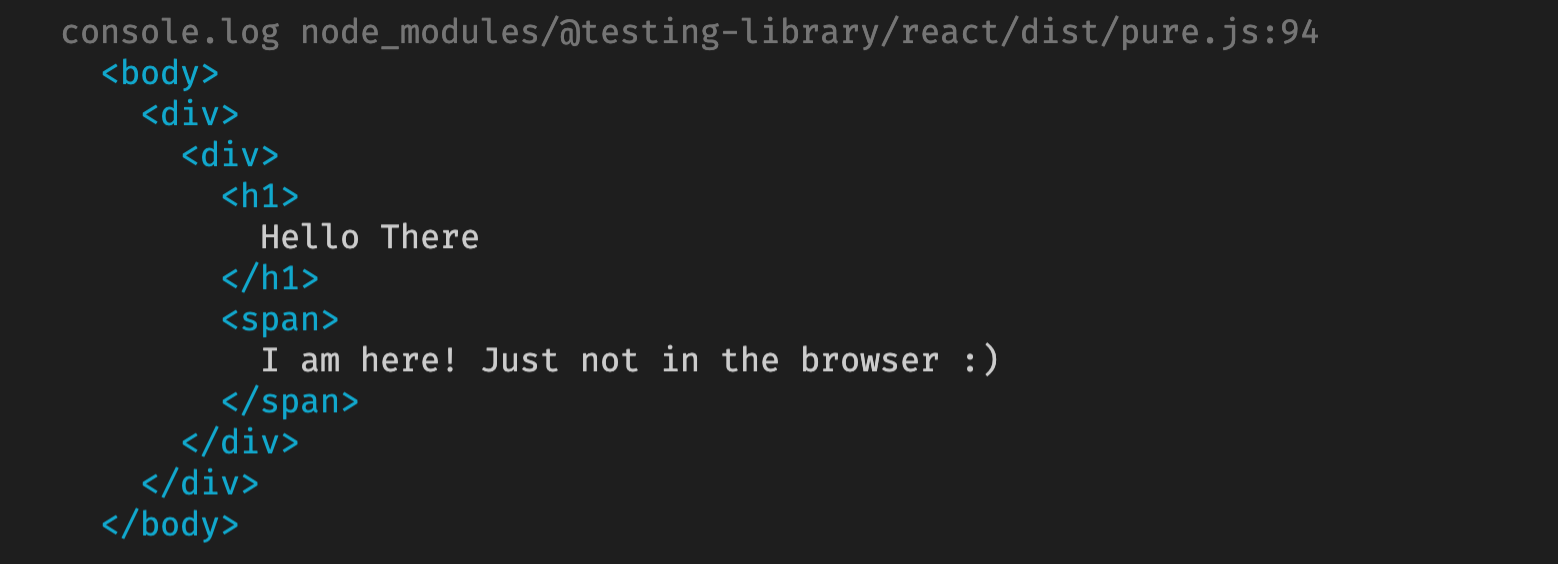 console.log node_modules/@testing-library/react/dist/pure.js:94
<body>
<div>
<div>
<h1>
Hello There
</h1>
<span>
I am here! Just not in the browser :)
</span>
</div>
</div>
</body>